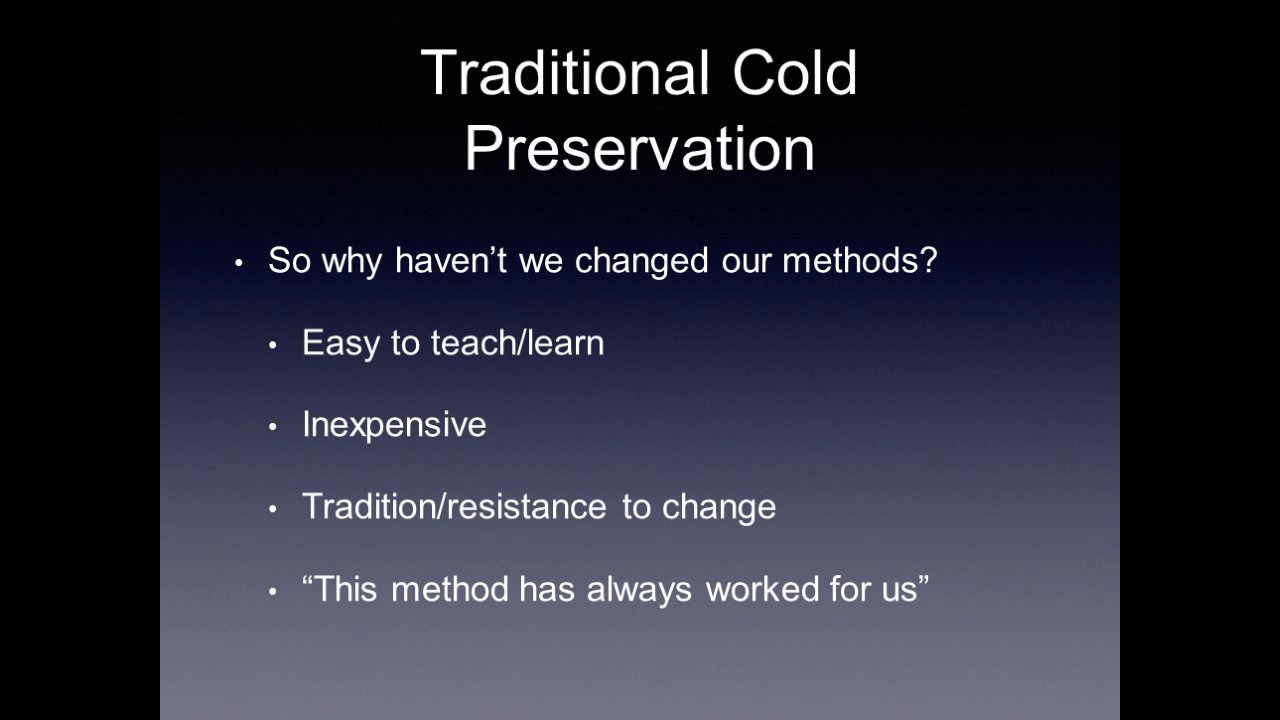 Traditional Cold
Preservation
• So why haven’t we changed our methods?
• Easy to teach/learn
• Inexpensive
• Tradition/resistance to change
• “This method has always worked for us”